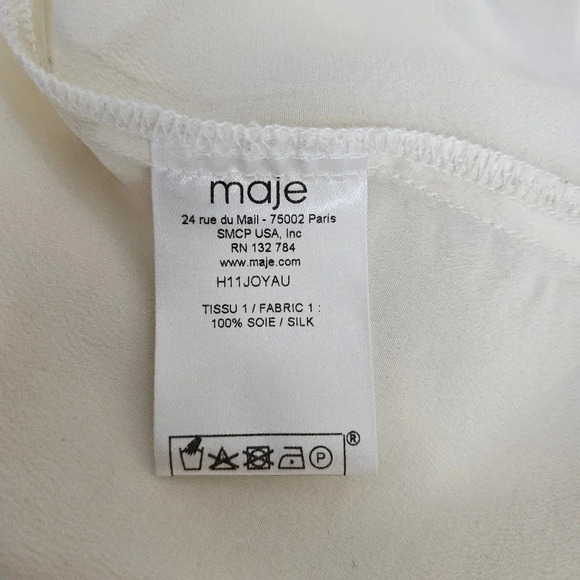 maje
24 rue du Mail - 75002 Paris
SMCP USA, Inc
RN 132 784
www.maje.com
H11JOYAU
TISSU 1 / FABRIC 1 :
100% SOIE / SILK
®
P